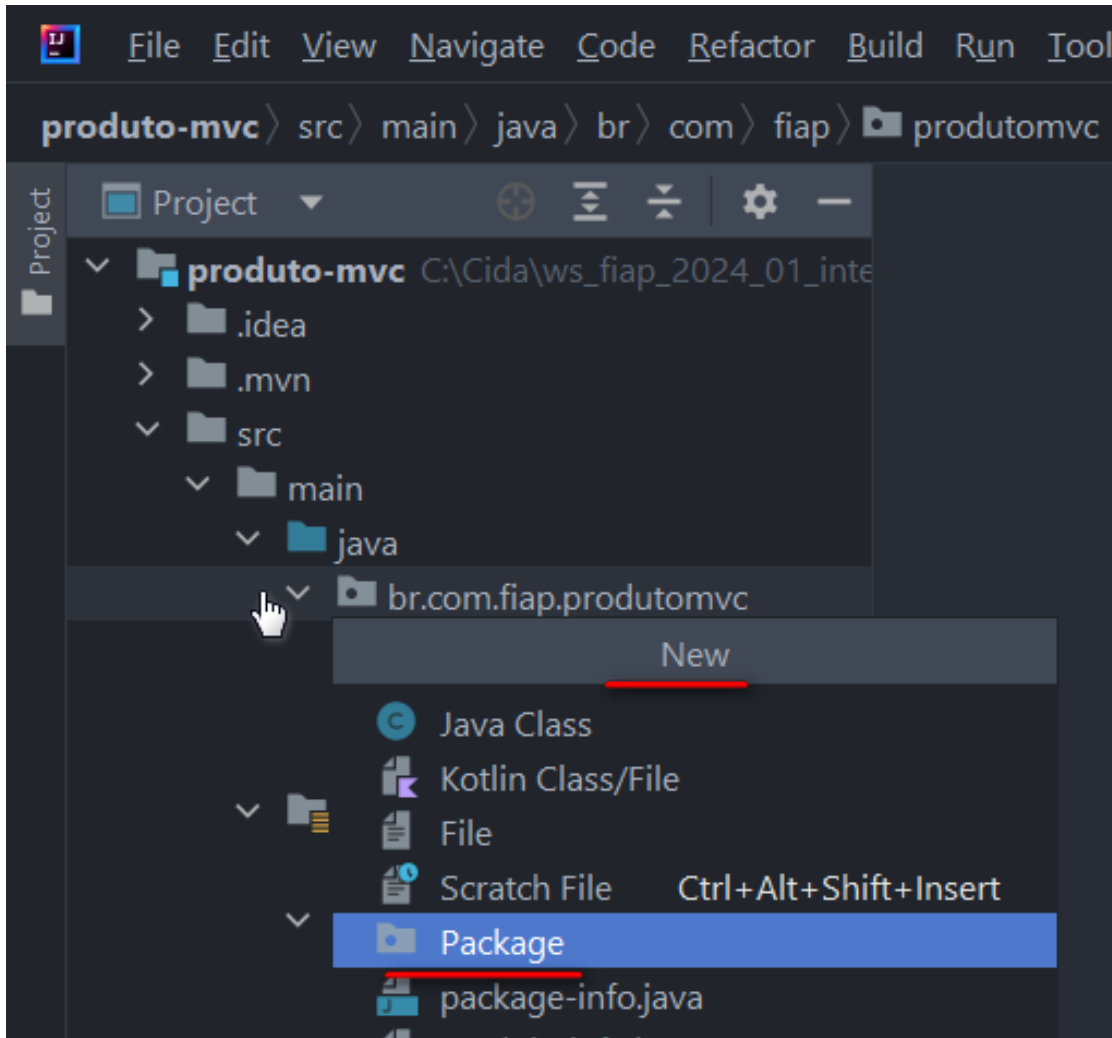 File Edit View Navigate Code Refactor Build Run Tool
produto-mvc src main java br com fiap produtomvc
Project
Project
produto-mvc C:\Cida\ws_fiap_2024_01_inte
.idea
.mvn
src
main
java
br.com.fiap.produtomvc
New
Java Class
Kotlin Class/File
File
Scratch File Ctrl+Alt+Shift+Insert
Package
package-info.java